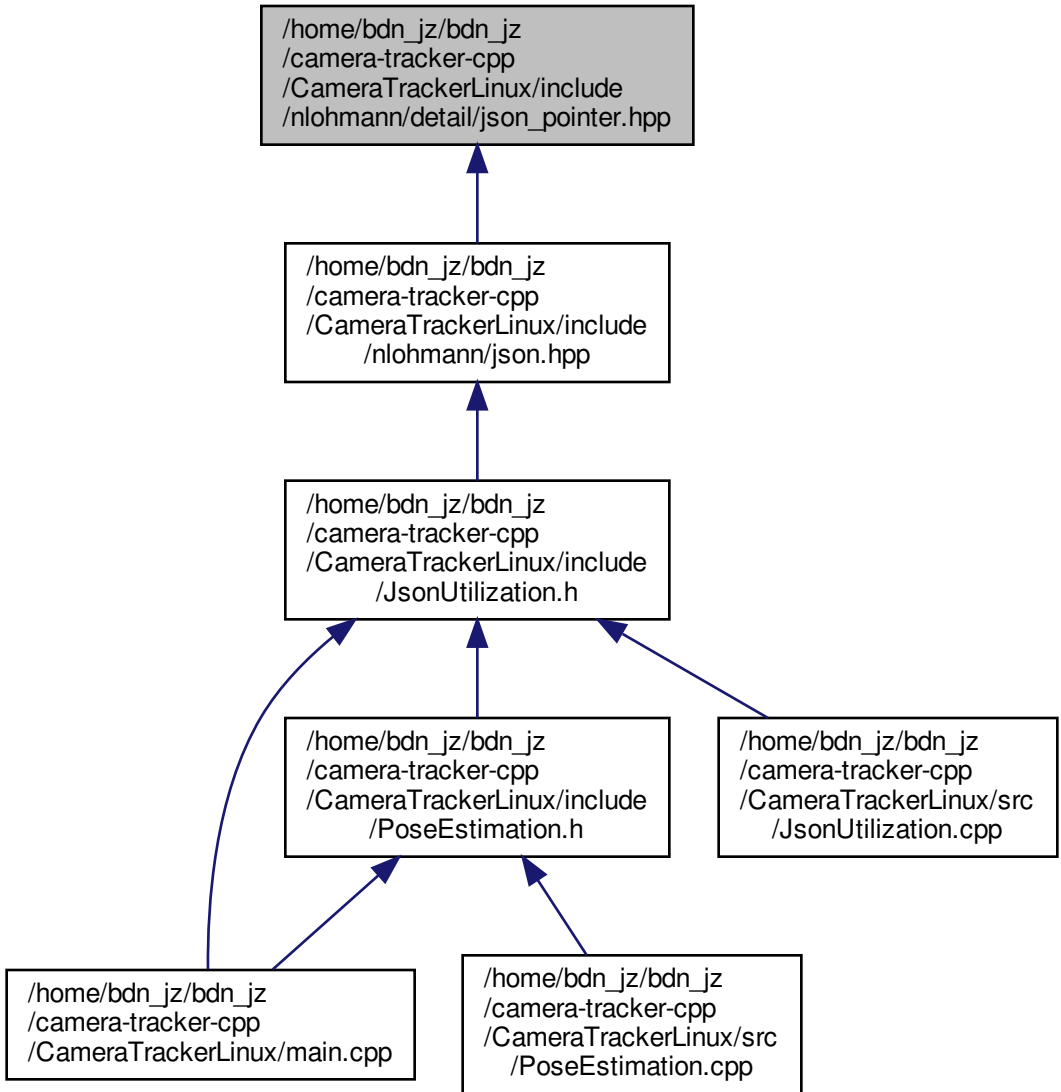 /home/bdn_jz/bdn_jz
/camera-tracker-cpp
/CameraTrackerLinux/include
/nlohmann/detail/json_pointer.hpp
/home/bdn_jz/bdn_jz
/camera-tracker-cpp
/CameraTrackerLinux/include
/nlohmann/json.hpp
/home/bdn_jz/bdn_jz
/camera-tracker-cpp
/CameraTrackerLinux/include
/JsonUtilization.h
/home/bdn_jz/bdn_jz
/camera-tracker-cpp
/CameraTrackerLinux/include
/PoseEstimation.h
/home/bdn_jz/bdn_jz
/camera-tracker-cpp
/CameraTrackerLinux/src
/JsonUtilization.cpp
/home/bdn_jz/bdn_jz
/camera-tracker-cpp
/CameraTrackerLinux/main.cpp
/home/bdn_jz/bdn_jz
/camera-tracker-cpp
/CameraTrackerLinux/src
/PoseEstimation.cpp